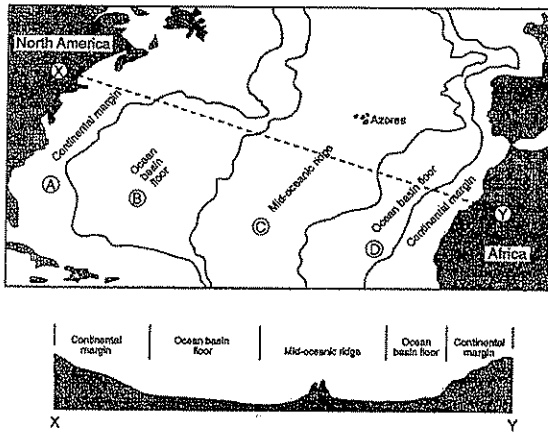 North America
X
Continental margin
Azores
Ocean
basin
floor
Mid-oceanic ridge
A
B
Ocean basin floor
Continental margin
C
Y
D
Africa
Continental
margin
Ocean basin
floor
Mid-oceanic ridge
Ocean
basin floor
Continental
margin
X
Y